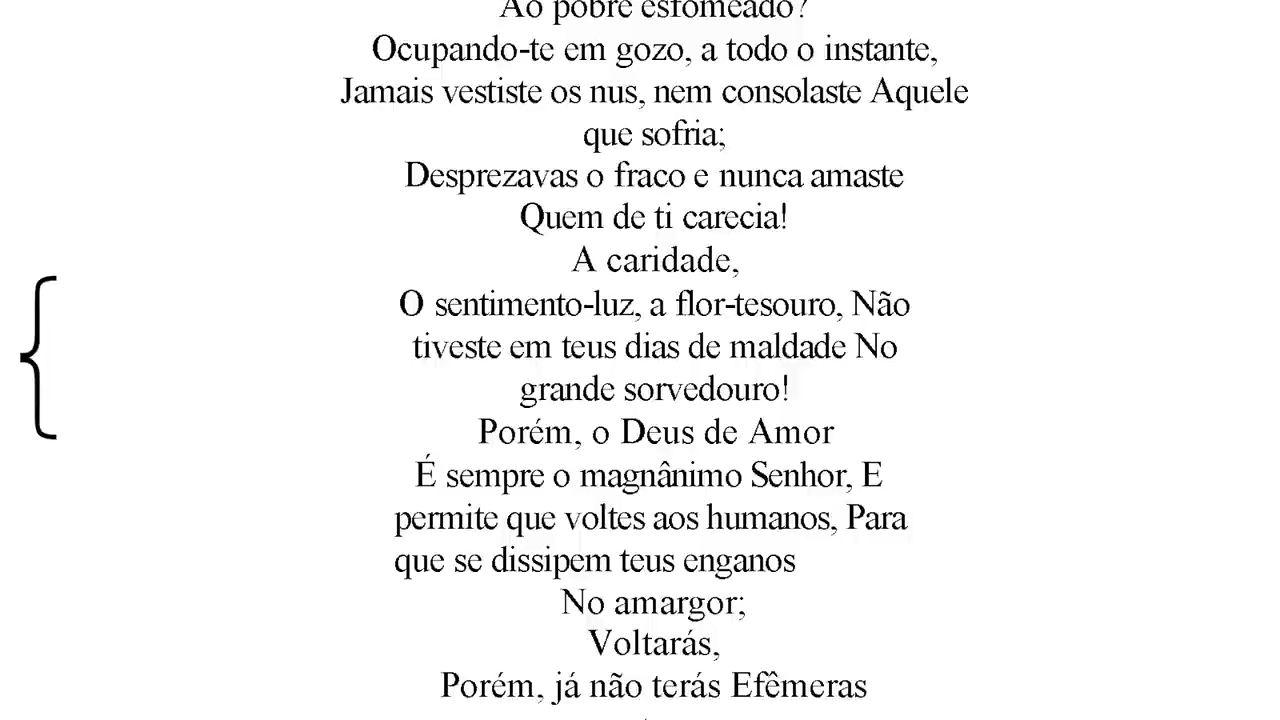 Ao pobre esfomeado?
Ocupando-te em gozo, a todo o instante,
Jamais vestiste os nus, nem consolaste Aquele
que sofria;
Desprezavas o fraco e nunca amaste
Quem de ti carecia!
A caridade,
O sentimento-luz, a flor-tesouro, Não
tiveste em teus dias de maldade No
grande sorvedouro!
Porém, o Deus de Amor
É sempre o magnânimo Senhor, E
permite que voltes aos humanos, Para
que se dissipem teus enganos
No amargor;
Voltarás,
Porém, já não terás Efêmeras